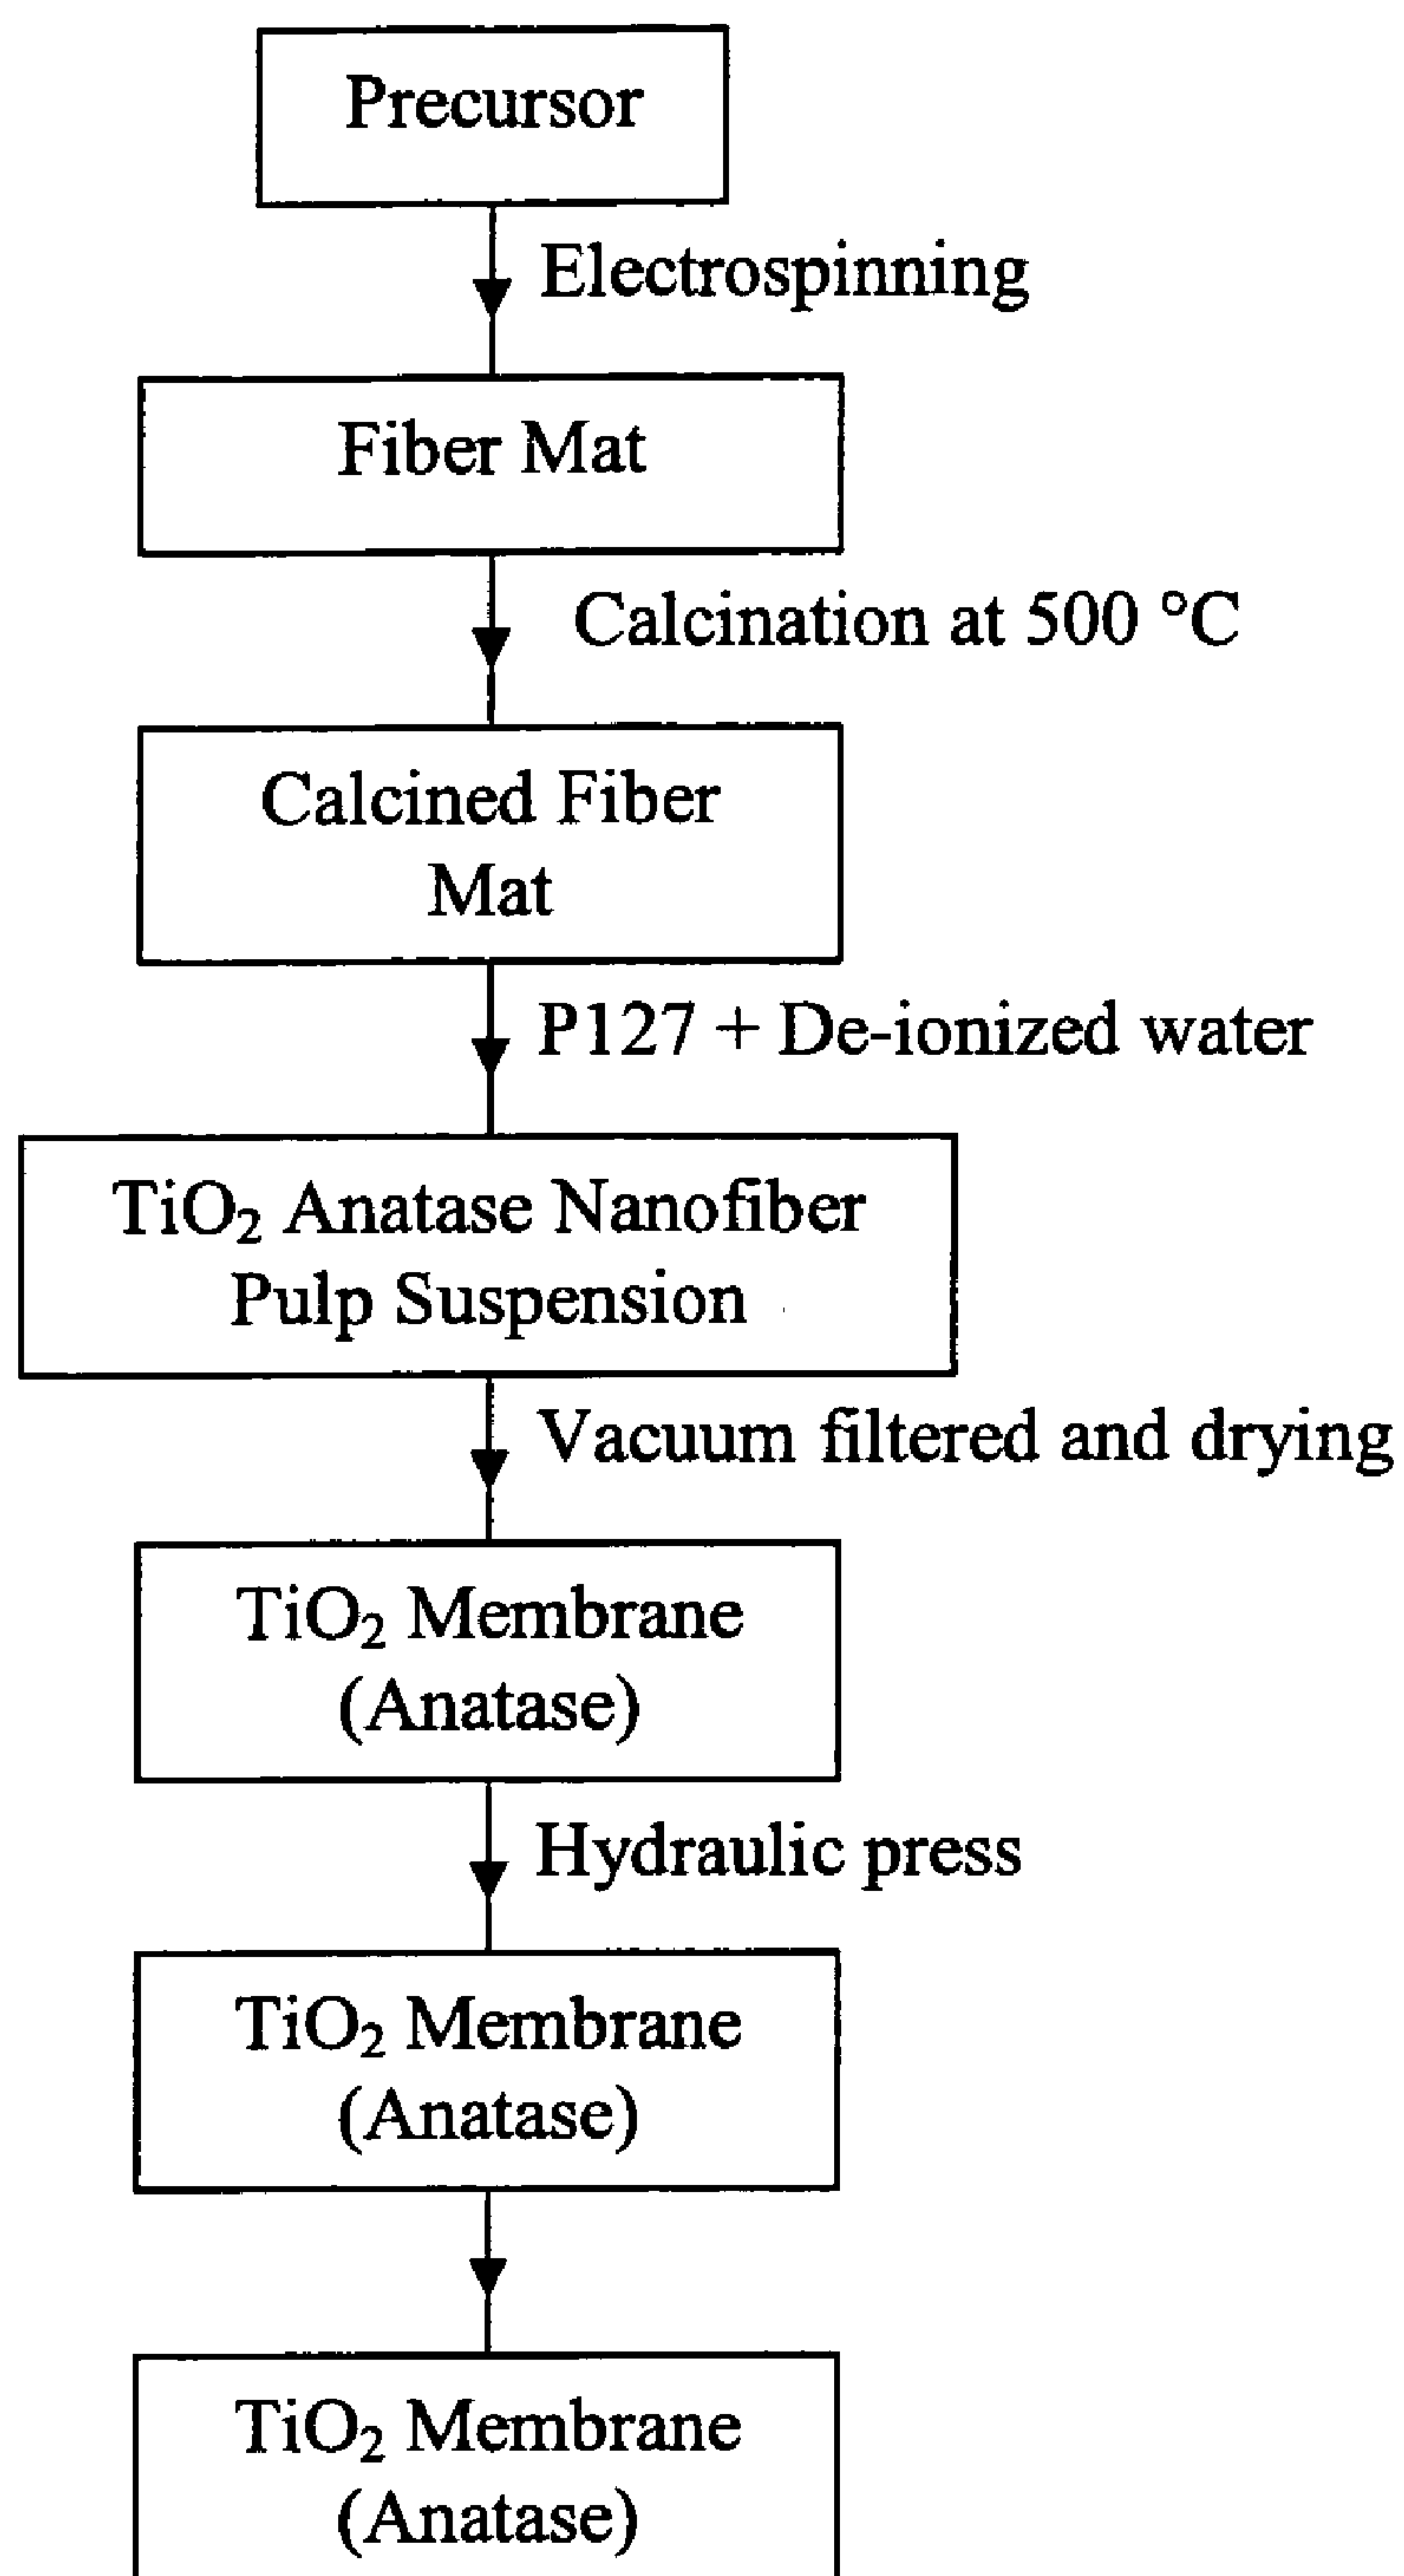 Precursor
Electrospinning
Fiber Mat
Calcination at 500 °C
Calcined Fiber
Mat
P127 + De-ionized water
TiO₂ Anatase Nanofiber
Pulp Suspension
Vacuum filtered and drying
TiO₂ Membrane
(Anatase)
Hydraulic press
TiO₂ Membrane
(Anatase)
TiO₂ Membrane
(Anatase)